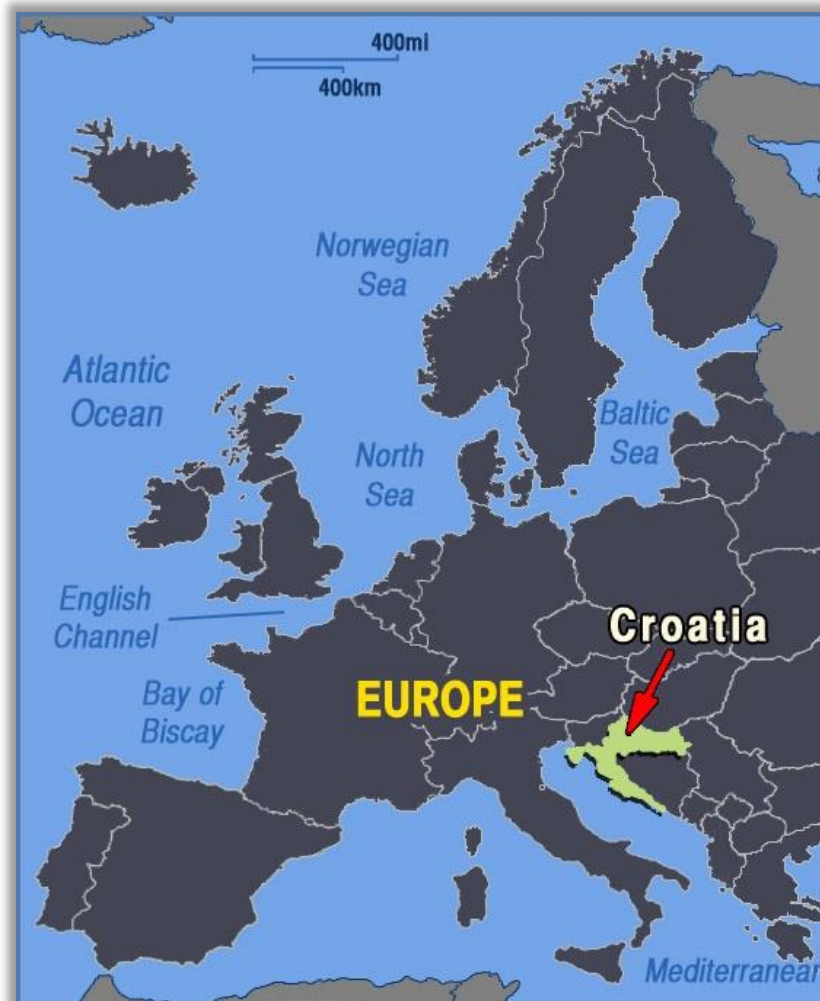 400mi
400km
Norwegian
Sea
Atlantic
Ocean
Baltic
Sea
North
Sea
English
Channel
Croatia
EUROPE
Bay of
Biscay
Mediterranean